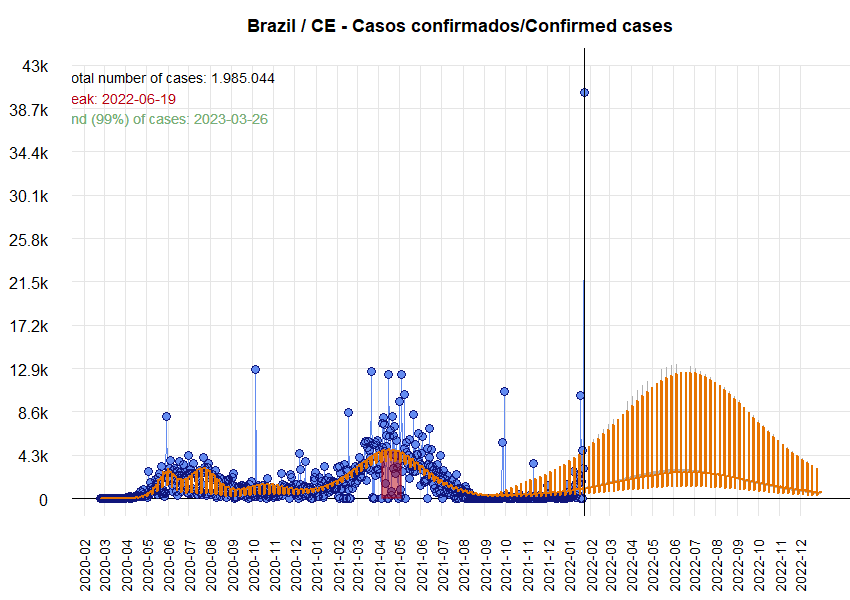 Brazil / CE - Casos confirmados/Confirmed cases
43k
otal number of cases: 1.985.044
eak: 2022-06-19
38.7k
nd (99%) of cases: 2023-03-26
34.4k
30.1k
25.8k
21.5k
17.2k
12.9k
8.6k
4.3k
0
2020-02
2020-03
2020-04
2020-05
2020-06
2020-07
2020-08
2020-09
2020-10
2020-11
2020-12
2021-01
2021-02
2021-03
2021-04
2021-05
2021-06
2021-07
2021-08
2021-09
2021-10
2021-11
2021-12
2022-01
2022-02
2022-03
2022-04
2022-05
2022-06
2022-07
2022-08
2022-09
2022-10
2022-11
2022-12